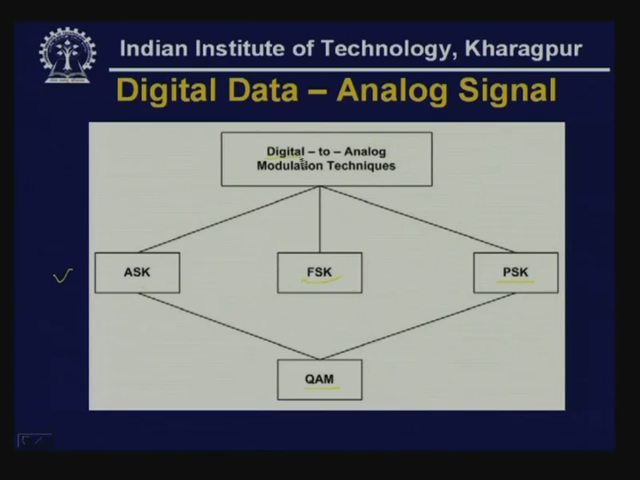 Indian Institute of Technology, Kharagpur
Digital Data – Analog Signal
Digital – to – Analog
Modulation Techniques
ASK
FSK
PSK
QAM